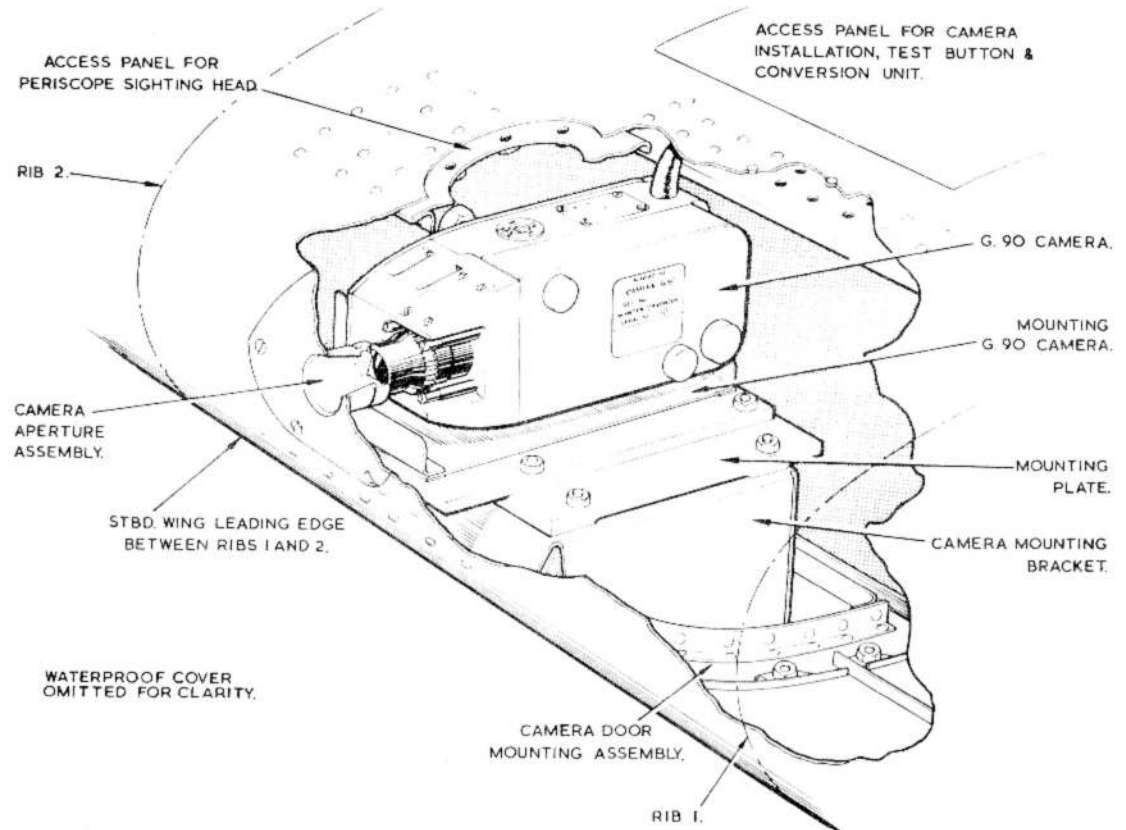 ACCESS PANEL FOR
PERISCOPE SIGHTING HEAD.
ACCESS PANEL FOR CAMERA
INSTALLATION, TEST BUTTON &
CONVERSION UNIT.
RIB 2.
G. 90 CAMERA.
MOUNTING
G. 90 CAMERA.
CAMERA
APERTURE
ASSEMBLY.
MOUNTING
PLATE.
STBD. WING LEADING EDGE
BETWEEN RIBS 1 AND 2.
CAMERA MOUNTING
BRACKET.
WATERPROOF COVER
OMITTED FOR CLARITY.
CAMERA DOOR
MOUNTING ASSEMBLY.
RIB 1.